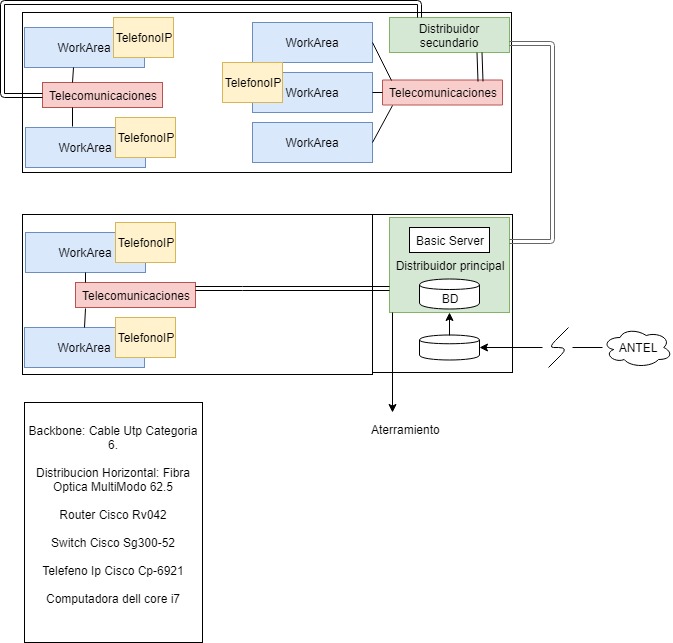 TelefonoIP
WorkArea
Telecomunicaciones
TelefonoIP
WorkArea
WorkArea
TelefonoIP
WorkArea
WorkArea
Distribuidor
secundario
Telecomunicaciones
TelefonoIP
WorkArea
Telecomunicaciones
TelefonoIP
WorkArea
Basic Server
Distribuidor principal
BD
ANTEL
Aterramiento
Backbone: Cable Utp Categoria
6.
Distribucion Horizontal: Fibra
Optica MultiModo 62.5
Router Cisco Rv042
Switch Cisco Sg300-52
Telefeno Ip Cisco Cp-6921
Computadora dell core i7